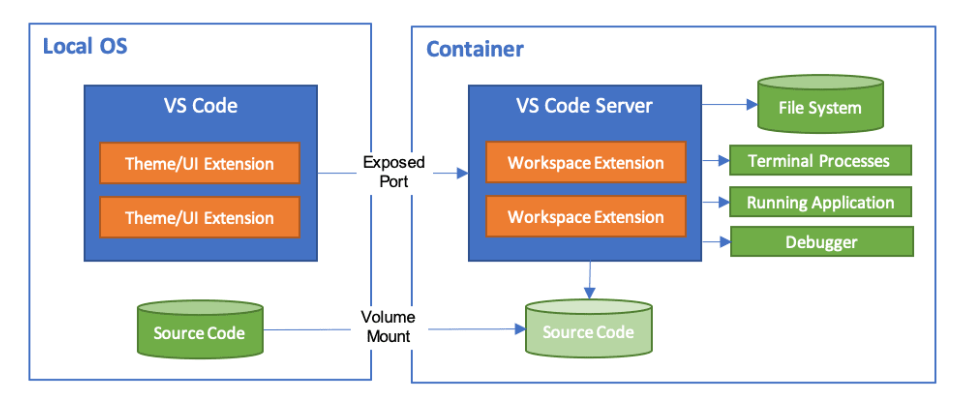 Local OS
VS Code
Theme/UI Extension
Theme/UI Extension
Source Code
Exposed
Port
Volume
Mount
Container
VS Code Server
Workspace Extension
Workspace Extension
File System
Terminal Processes
Running Application
Debugger
Source Code